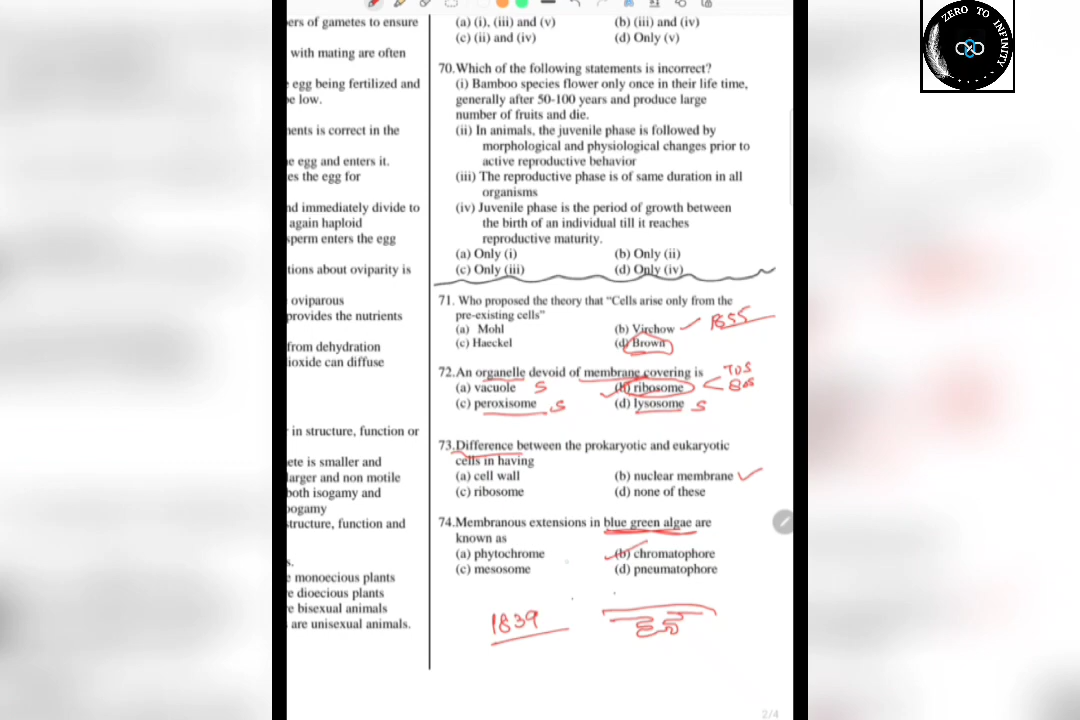 ers of gametes to ensure
with mating are often
egg being fertilized and
e low.
nents is correct in the
e egg and enters it.
es the egg for
nd immediately divide to
again haploid
sperm enters the egg
tions about oviparity is
oviparous
provides the nutrients
from dehydration
ioxide can diffuse
in structure, function or
ete is smaller and
larger and non motile
both isogamy and
ogamy
structure, function and
s.
e monoecious plants
e dioecious plants
e bisexual animals
are unisexual animals.
(a) (i), (iii) and (v) (b) (iii) and (iv)
(c) (ii) and (iv) (d) Only (v)
70.Which of the following statements is incorrect?
(i) Bamboo species flower only once in their life time,
generally after 50-100 years and produce large
number of fruits and die.
(ii) In animals, the juvenile phase is followed by
morphological and physiological changes prior to
active reproductive behavior
(iii) The reproductive phase is of same duration in all
organisms
(iv) Juvenile phase is the period of growth between
the birth of an individual till it reaches
reproductive maturity.
(a) Only (i) (b) Only (ii)
(c) Only (iii) (d) Only (iv)
71. Who proposed the theory that "Cells arise only from the
pre-existing cells"
(a) Mohl (b) Virchow 1855
(c) Haeckel (d) Brown
72.An organelle devoid of membrane covering is 70S
(a) vacuole S (b) ribosome 80S
(c) peroxisome S (d) lysosome S
73.Difference between the prokaryotic and eukaryotic
cells in having
(a) cell wall (b) nuclear membrane
(c) ribosome (d) none of these
74.Membranous extensions in blue green algae are
known as
(a) phytochrome (b) chromatophore
(c) mesosome (d) pneumatophore
1839
2/4
ZERO TO INFINITY